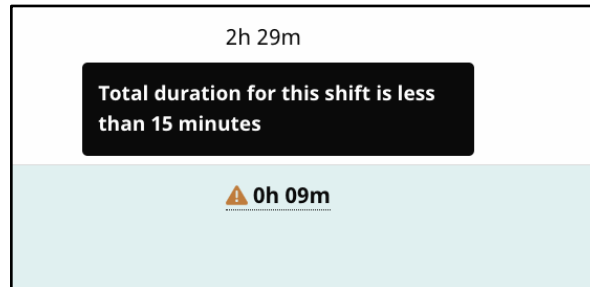 2h 29m
Total duration for this shift is less
than 15 minutes
0h 09m